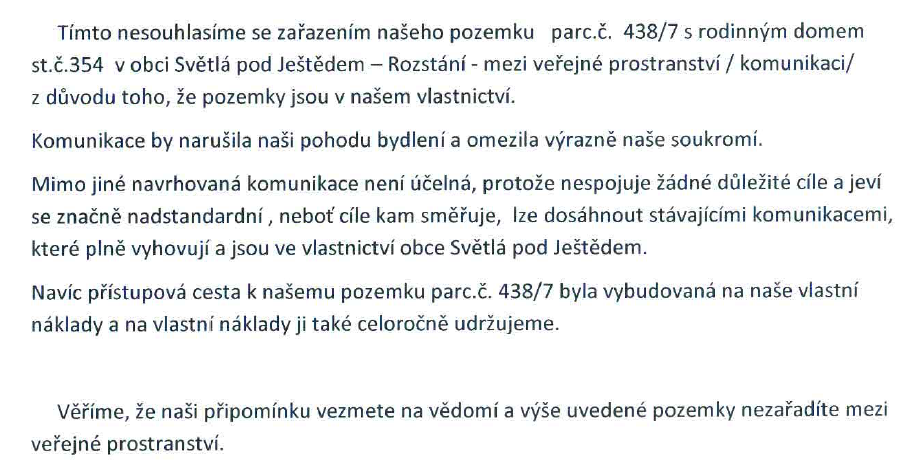 Tímto nesouhlasíme se zařazením našeho pozemku parc.č. 438/7 s rodinným domem
st.č.354 v obci Světlá pod Ještědem – Rozstání - mezi veřejné prostranství / komunikaci/
z důvodu toho, že pozemky jsou v našem vlastnictví.
Komunikace by narušila naši pohodu bydlení a omezila výrazně naše soukromí.
Mimo jiné navrhovaná komunikace není účelná, protože nespojuje žádné důležité cíle a jeví
se značně nadstandardní , neboť cíle kam směřuje, lze dosáhnout stávajícími komunikacemi,
které plně vyhovují a jsou ve vlastnictví obce Světlá pod Ještědem.
Navíc přístupová cesta k našemu pozemku parc.č. 438/7 byla vybudovaná na naše vlastní
náklady a na vlastní náklady ji také celoročně udržujeme.
Věříme, že naši připomínku vezmete na vědomí a výše uvedené pozemky nezařadíte mezi
veřejné prostranství.